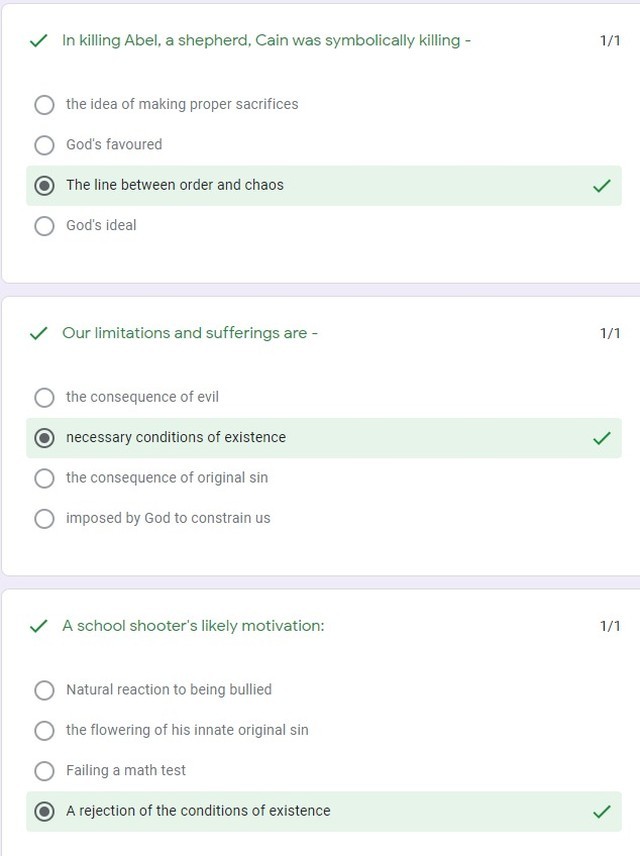 In killing Abel, a shepherd, Cain was symbolically killing - 1/1
the idea of making proper sacrifices
God's favoured
The line between order and chaos
God's ideal
Our limitations and sufferings are - 1/1
the consequence of evil
necessary conditions of existence
the consequence of original sin
imposed by God to constrain us
A school shooter's likely motivation: 1/1
Natural reaction to being bullied
the flowering of his innate original sin
Failing a math test
A rejection of the conditions of existence